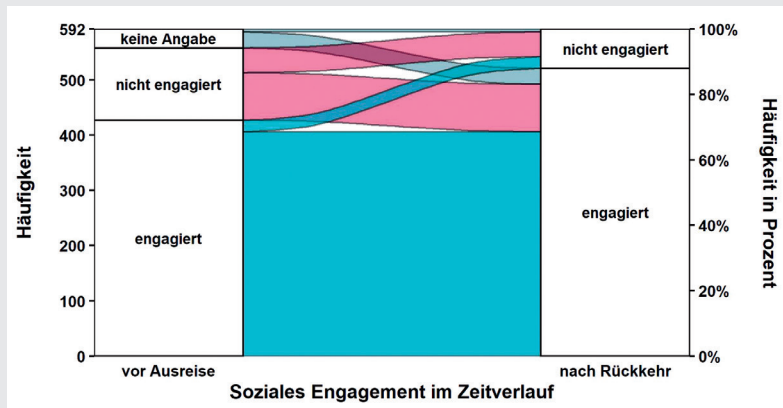 592
500
400
300
200
100
0
Häufigkeit
keine Angabe
nicht engagiert
engagiert
vor Ausreise
nicht engagiert
engagiert
nach Rückkehr
100%
80%
60%
40%
20%
0%
Häufigkeit in Prozent
Soziales Engagement im Zeitverlauf